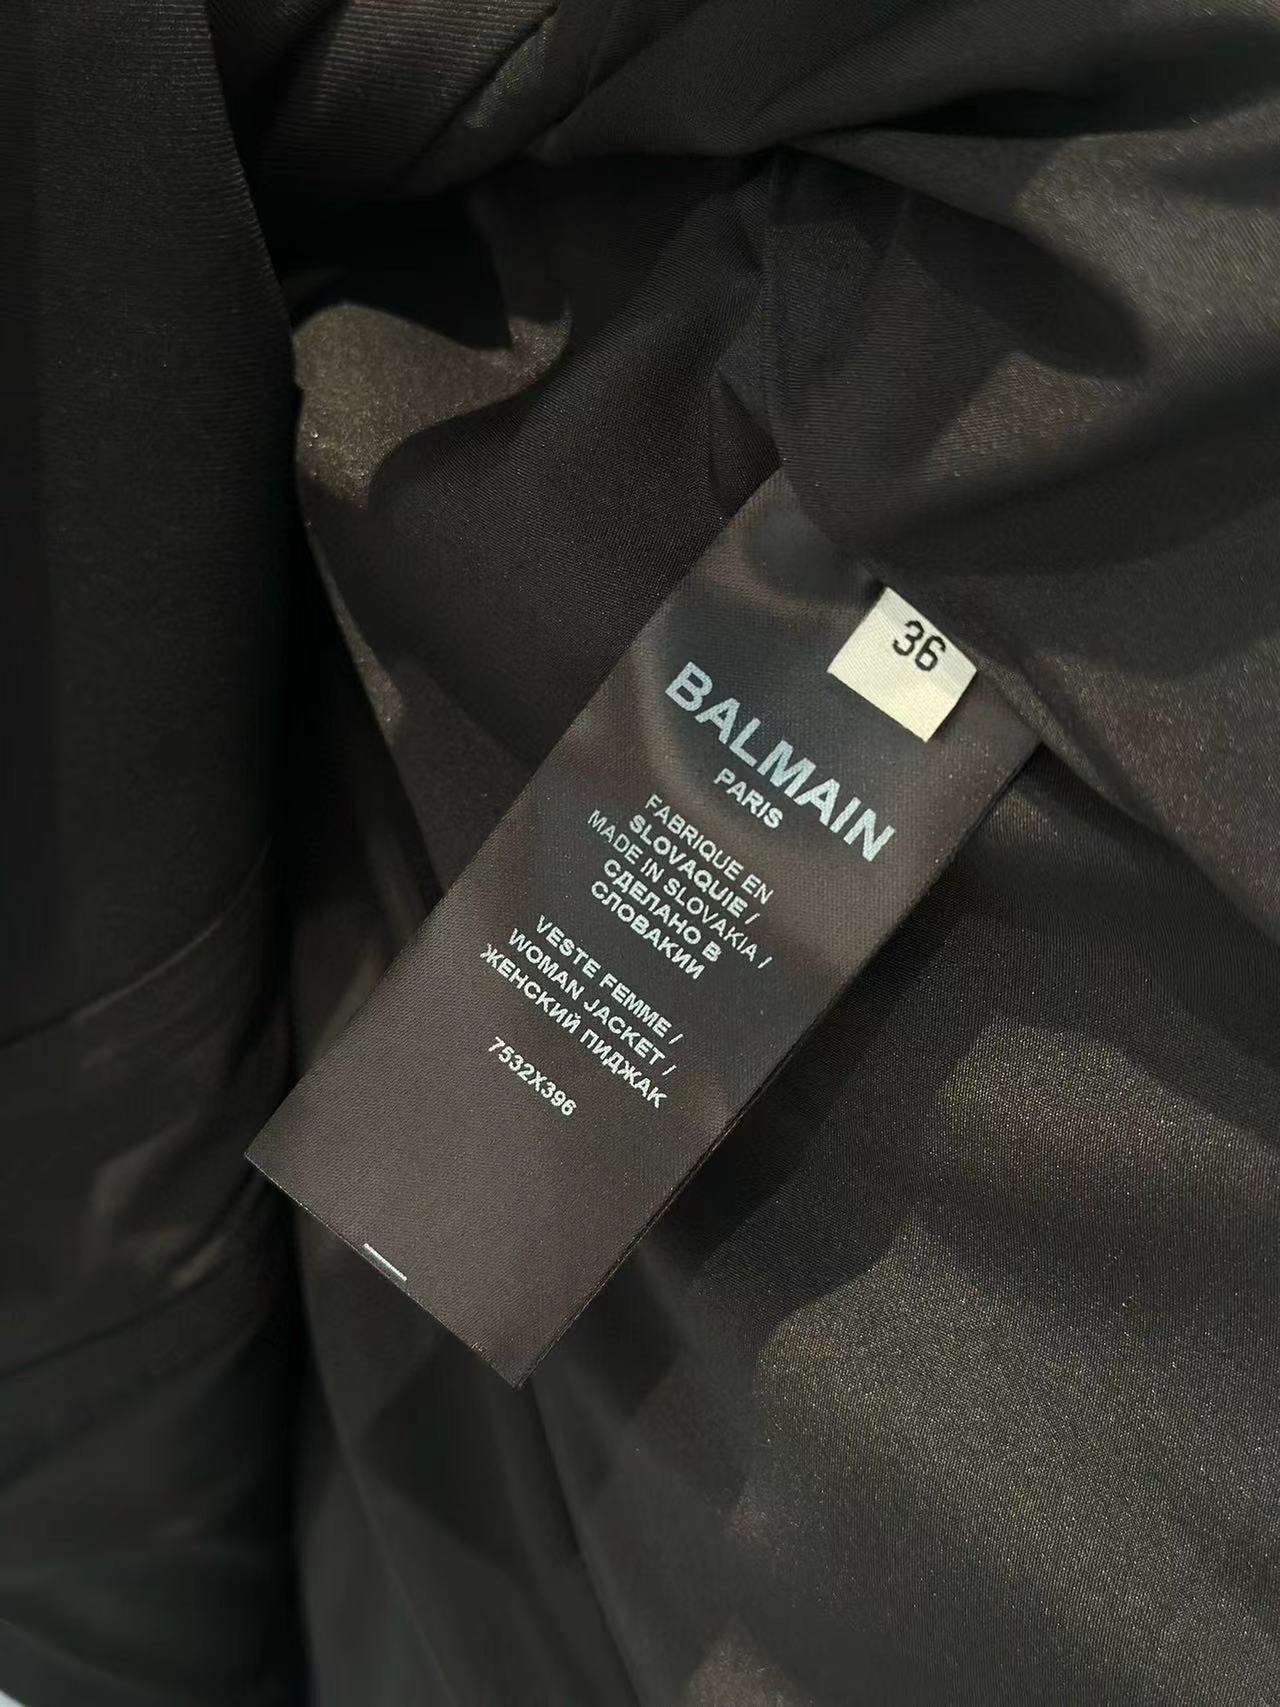 36
BALMAIN
PARIS
FABRIQUE EN
SLOVAQUIE /
MADE IN SLOVAKIA /
СДЕЛАНО В
СЛОВАКИИ
VESTE FEMME /
WOMAN JACKET /
ЖЕНСКИЙ ПИДЖАК
7532X396